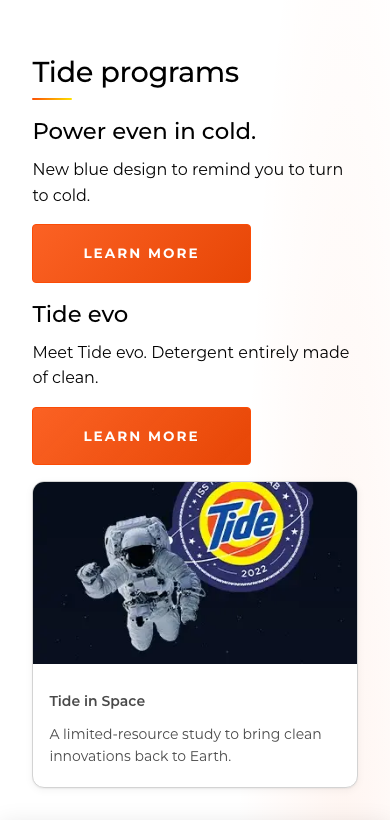 Tide programs
Power even in cold.
New blue design to remind you to turn
to cold.
LEARN MORE
Tide evo
Meet Tide evo. Detergent entirely made
of clean.
LEARN MORE
ISS
LAB
Tide
2022
Tide in Space
A limited-resource study to bring clean
innovations back to Earth.